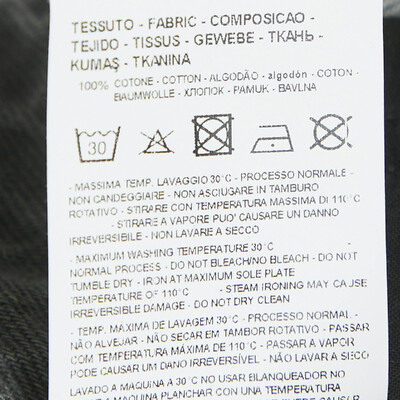 TESSUTO - FABRIC - COMPOSICAO -
TEJIDO - TISSUS - GEWEBE - ТКАНЬ -
KUMAŞ - TKANINA
100% COTONE - COTTON - ALGODÃO - algodón - COTON -
BAUMWOLLE - ХЛОПОК - PAMUK - BAVLNA
30
- MASSIMA TEMP. LAVAGGIO 30°C - PROCESSO NORMALE -
NON CANDEGGIARE - NON ASCIUGARE IN TAMBURO
ROTATIVO - STIRARE CON TEMPERATURA MASSIMA DI 110°C
- STIRARE A VAPORE PUO' CAUSARE UN DANNO
IRREVERSIBILE - NON LAVARE A SECCO
- MAXIMUM WASHING TEMPERATURE 30°C
NORMAL PROCESS - DO NOT BLEACH/NO BLEACH - DO NOT
TUMBLE DRY - IRON AT MAXIMUM SOLE PLATE
TEMPERATURE OF 110°C - STEAM IRONING MAY CAUSE
IRREVERSIBLE DAMAGE - DO NOT DRY CLEAN
- TEMP. MÁXIMA DE LAVAGEM 30°C - PROCESSO NORMAL -
NÃO ALVEJAR - NÃO SECAR EM TAMBOR ROTATIVO - PASSAR
COM TEMPERATURA MÁXIMA DE 110°C - PASSAR A VAPOR
PODE CAUSAR UM DANO IRREVERSÍVEL - NÃO LAVAR A SECO
LAVADO A MAQUINA A 30°C NO USAR BLANQUEADOR NO
MAQUINA PLANCHAR CON UNA TEMPERATURA